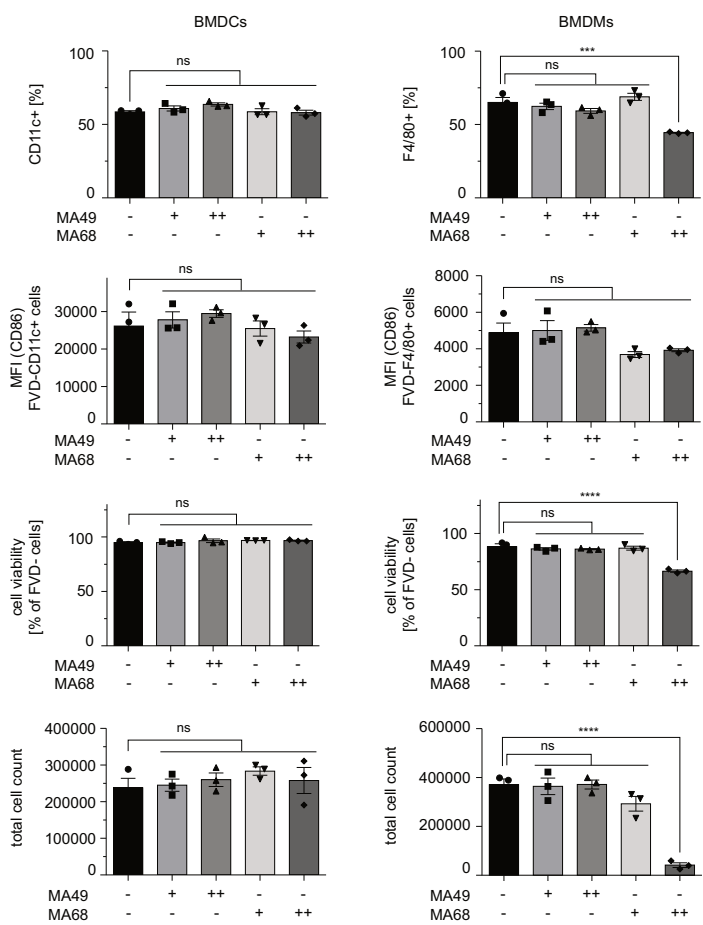 BMDCs
BMDMs
CD11c+ [%]
100
50
0
ns
MA49 - + ++ - -
MA68 - - - + ++
F4/80+ [%]
100
50
0
***
ns
MA49 - + ++ - -
MA68 - - - + ++
MFI (CD86)
FVD-CD11c+ cells
30000
20000
10000
0
ns
MA49 - + ++ - -
MA68 - - - + ++
MFI (CD86)
FVD-F4/80+ cells
8000
6000
4000
2000
0
ns
MA49 - + ++ - -
MA68 - - - + ++
cell viability
[% of FVD- cells]
100
50
0
ns
MA49 - + ++ - -
MA68 - - - + ++
cell viability
[% of FVD- cells]
100
50
0
****
ns
MA49 - + ++ - -
MA68 - - - + ++
total cell count
400000
300000
200000
100000
0
ns
MA49 - + ++ - -
MA68 - - - + ++
total cell count
600000
400000
200000
0
****
ns
MA49 - + ++ - -
MA68 - - - + ++